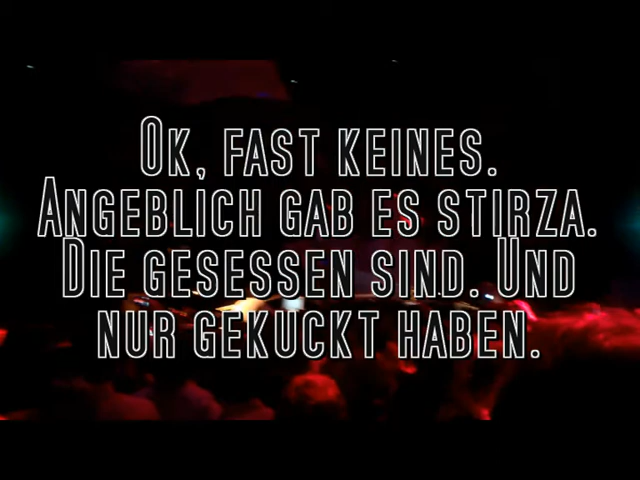 Ok, fast keines.
Angeblich gab es stirza.
Die gesessen sind. Und
nur gekuckt haben.